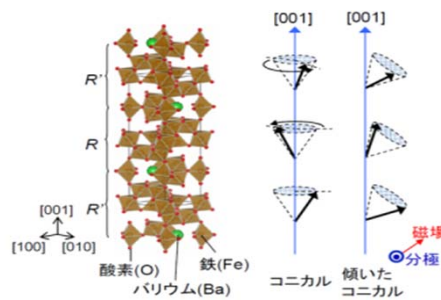 [001]
[001]
R'
R
R'
[001]
[100]
[010]
酸素(O)
鉄(Fe)
バリウム(Ba)
コニカル
傾いた
コニカル
磁場
分極